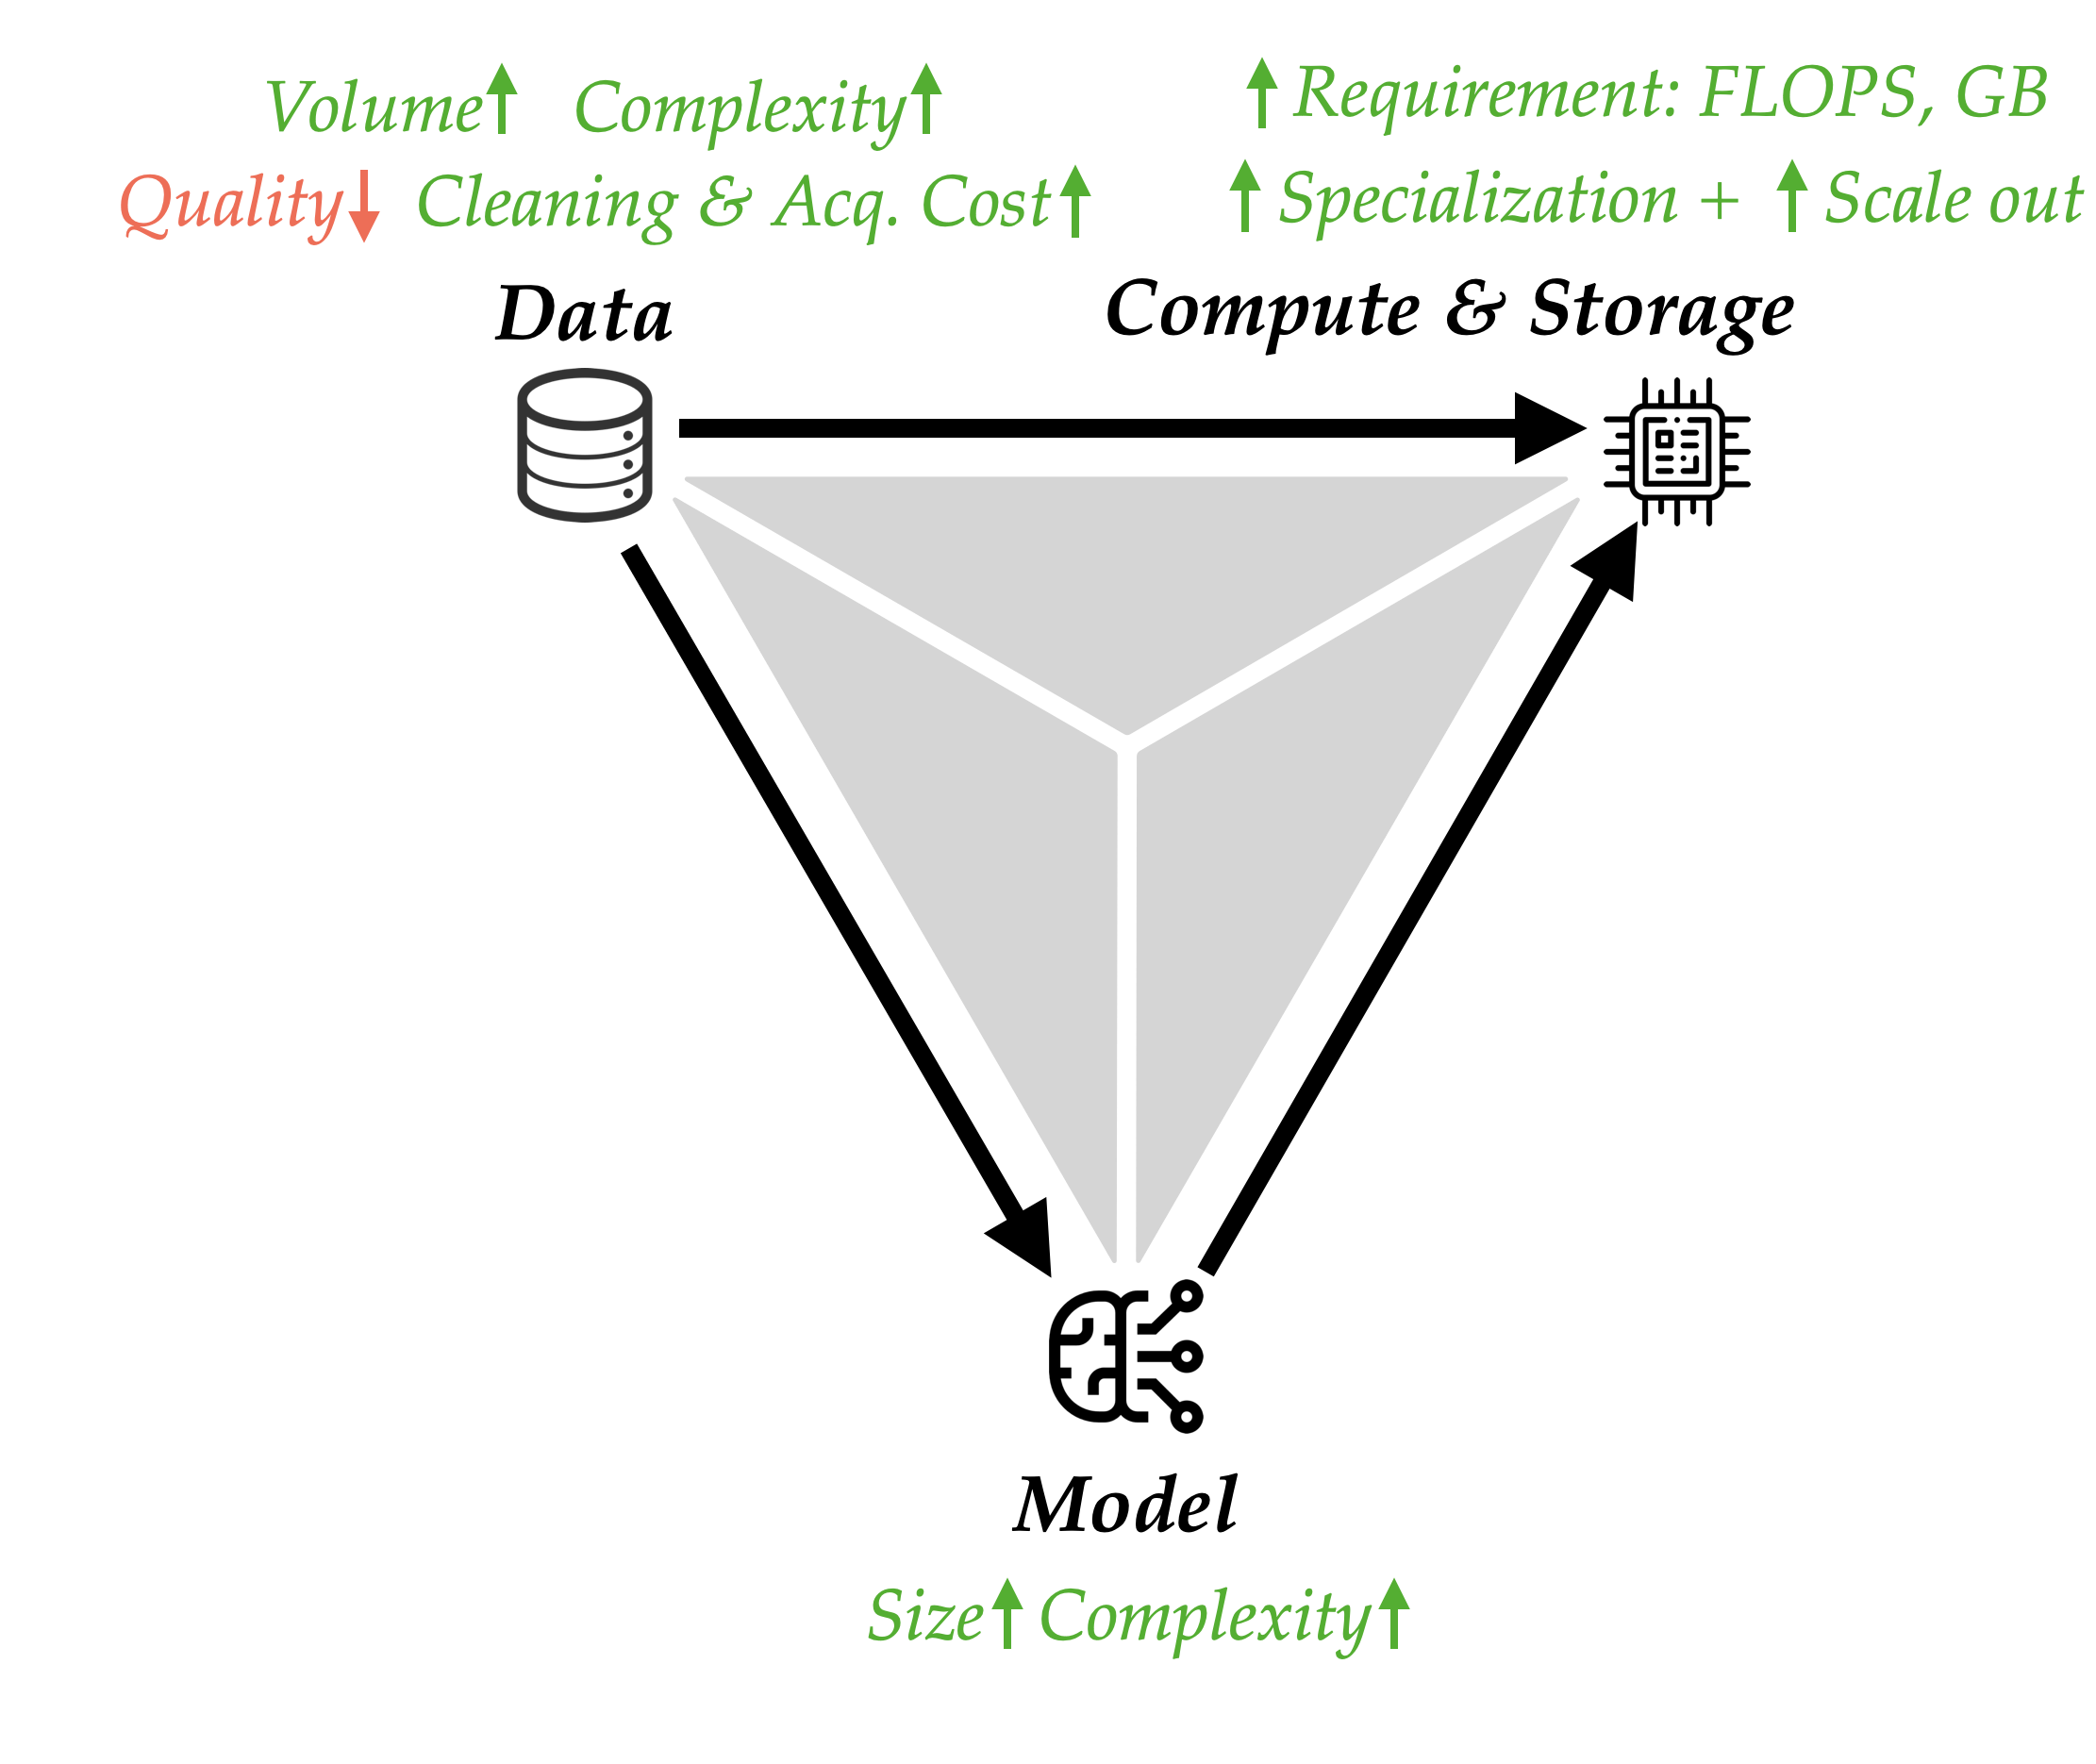 Volume↑ Complexity↑
Quality↓ Cleaning & Acq. Cost↑
Data
↑Requirement: FLOPS, GB
↑Specialization + ↑Scale out
Compute & Storage
Model
Size↑ Complexity↑